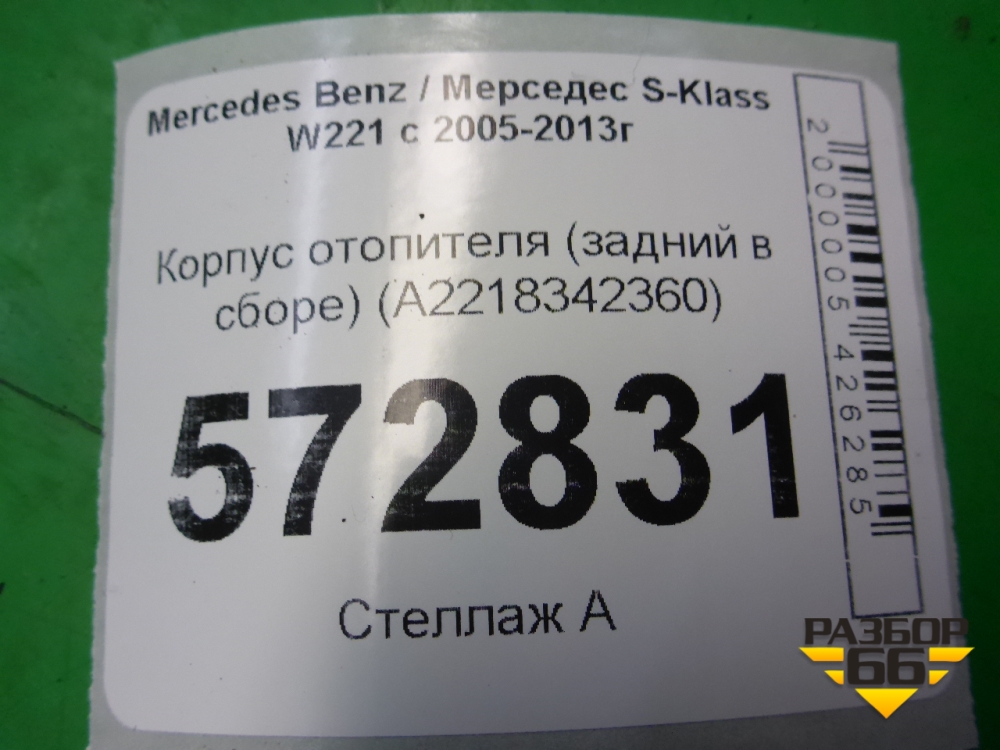 Mercedes Benz / Мерседес S-Klass
W221 с 2005-2013г
Корпус отопителя (задний в
сборе) (A2218342360)
572831
Стеллаж А
2000005426285
РАЗБОР
66